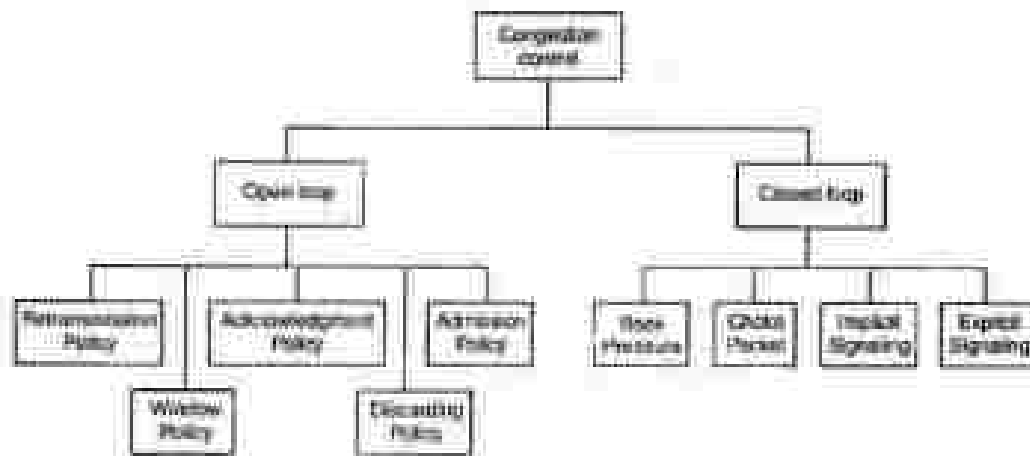 Congestion
control
Open loop
Closed loop
Retransmission
Policy
Acknowledgment
Policy
Admission
Policy
Back
Pressure
Choke
Packet
Implicit
Signaling
Explicit
Signaling
Window
Policy
Discarding
Policy